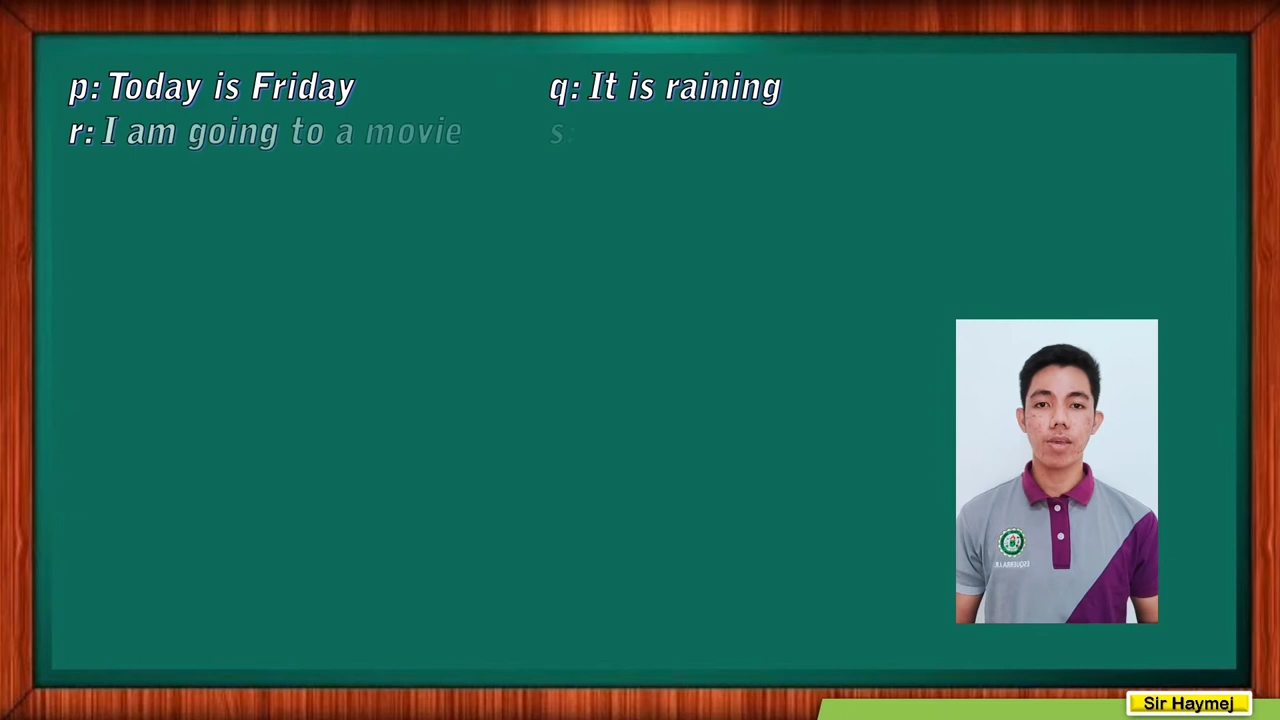 p: Today is Friday
q: It is raining
r: I am going to a movie
s:
Sir Haymej